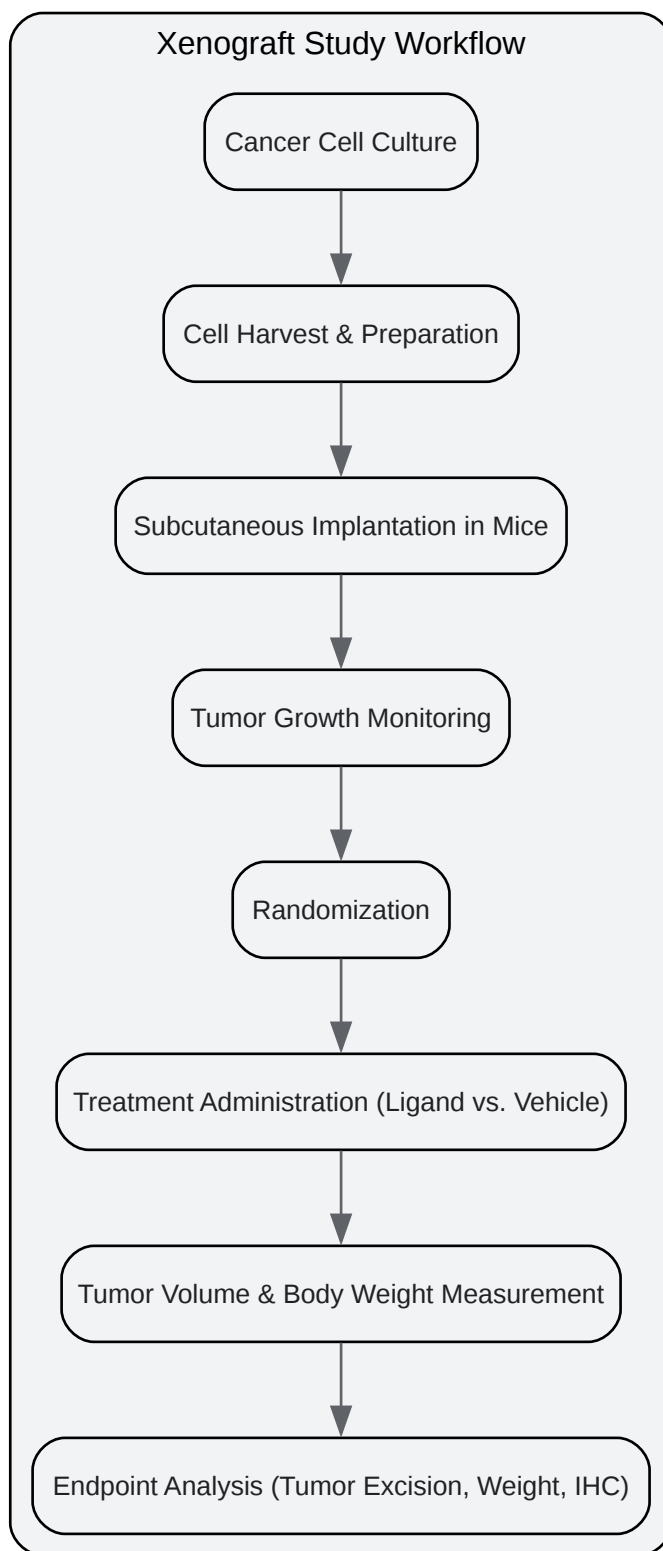 Xenograft Study Workflow
Cancer Cell Culture
Cell Harvest & Preparation
Subcutaneous Implantation in Mice
Tumor Growth Monitoring
Randomization
Treatment Administration (Ligand vs. Vehicle)
Tumor Volume & Body Weight Measurement
Endpoint Analysis (Tumor Excision, Weight, IHC)